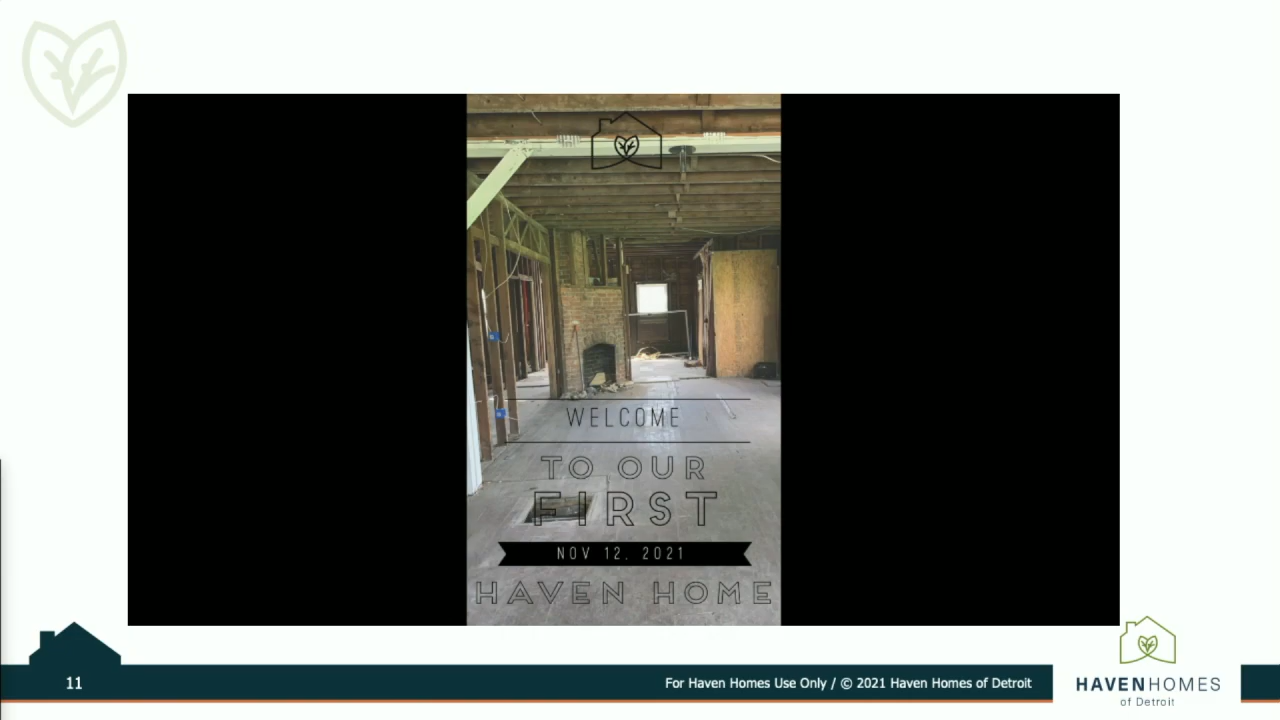 WELCOME
TO OUR
FIRST
NOV 12. 2021
HAVEN HOME
11
For Haven Homes Use Only / © 2021 Haven Homes of Detroit
HAVENHOMES
of Detroit